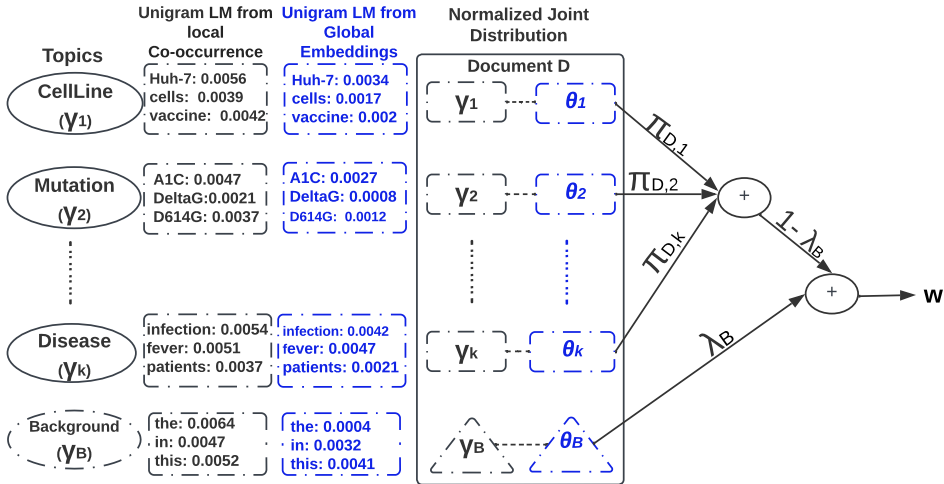 Unigram LM from
local
Co-occurrence
Unigram LM from
Global
Embeddings
Normalized Joint
Distribution
Topics
Document D
CellLine
(γ1)
Huh-7: 0.0056
cells: 0.0039
vaccine: 0.0042
Huh-7: 0.0034
cells: 0.0017
vaccine: 0.002
γ1
θ1
πD,1
Mutation
(γ2)
A1C: 0.0047
DeltaG:0.0021
D614G: 0.0037
A1C: 0.0027
DeltaG: 0.0008
D614G: 0.0012
γ2
θ2
πD,2
+
1- λB
πD,k
+
w
Disease
(γk)
infection: 0.0054
fever: 0.0051
patients: 0.0037
infection: 0.0042
fever: 0.0047
patients: 0.0021
γk
θk
λB
Background
(γB)
the: 0.0064
in: 0.0047
this: 0.0052
the: 0.0004
in: 0.0032
this: 0.0041
γB
θB